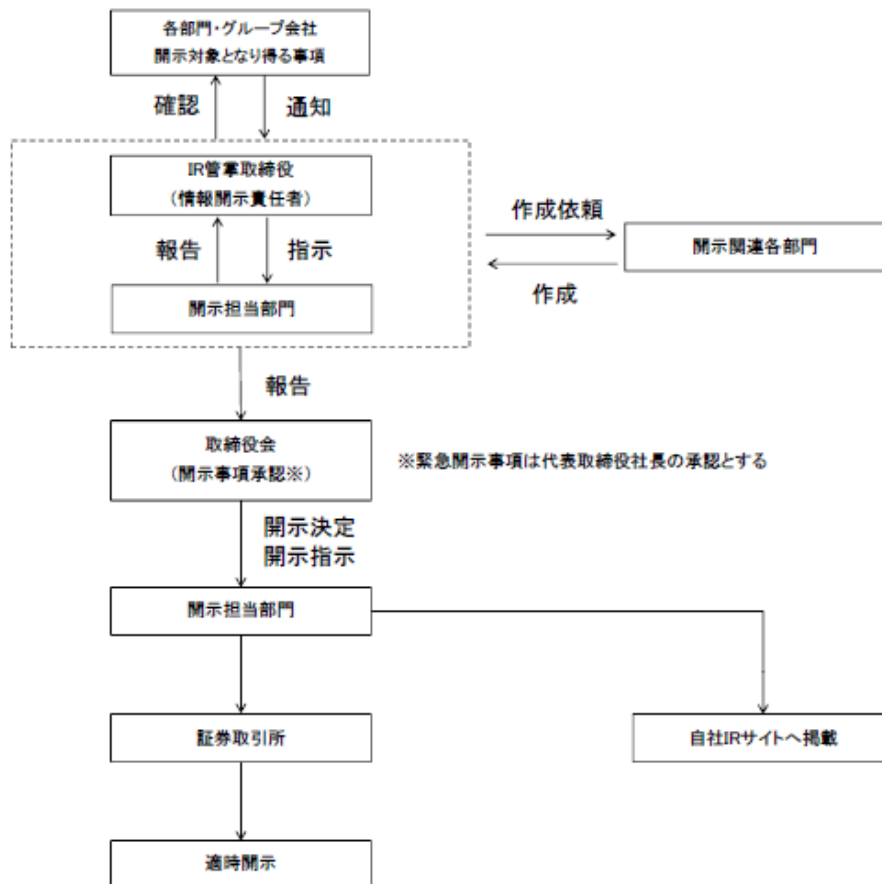 各部門・グループ会社
開示対象となり得る事項
確認
通知
IR管掌取締役
(情報開示責任者)
報告
指示
開示担当部門
作成依頼
開示関連各部門
作成
報告
取締役会
(開示事項承認※)
※緊急開示事項は代表取締役社長の承認とする
開示決定
開示指示
開示担当部門
証券取引所
自社IRサイトへ掲載
適時開示